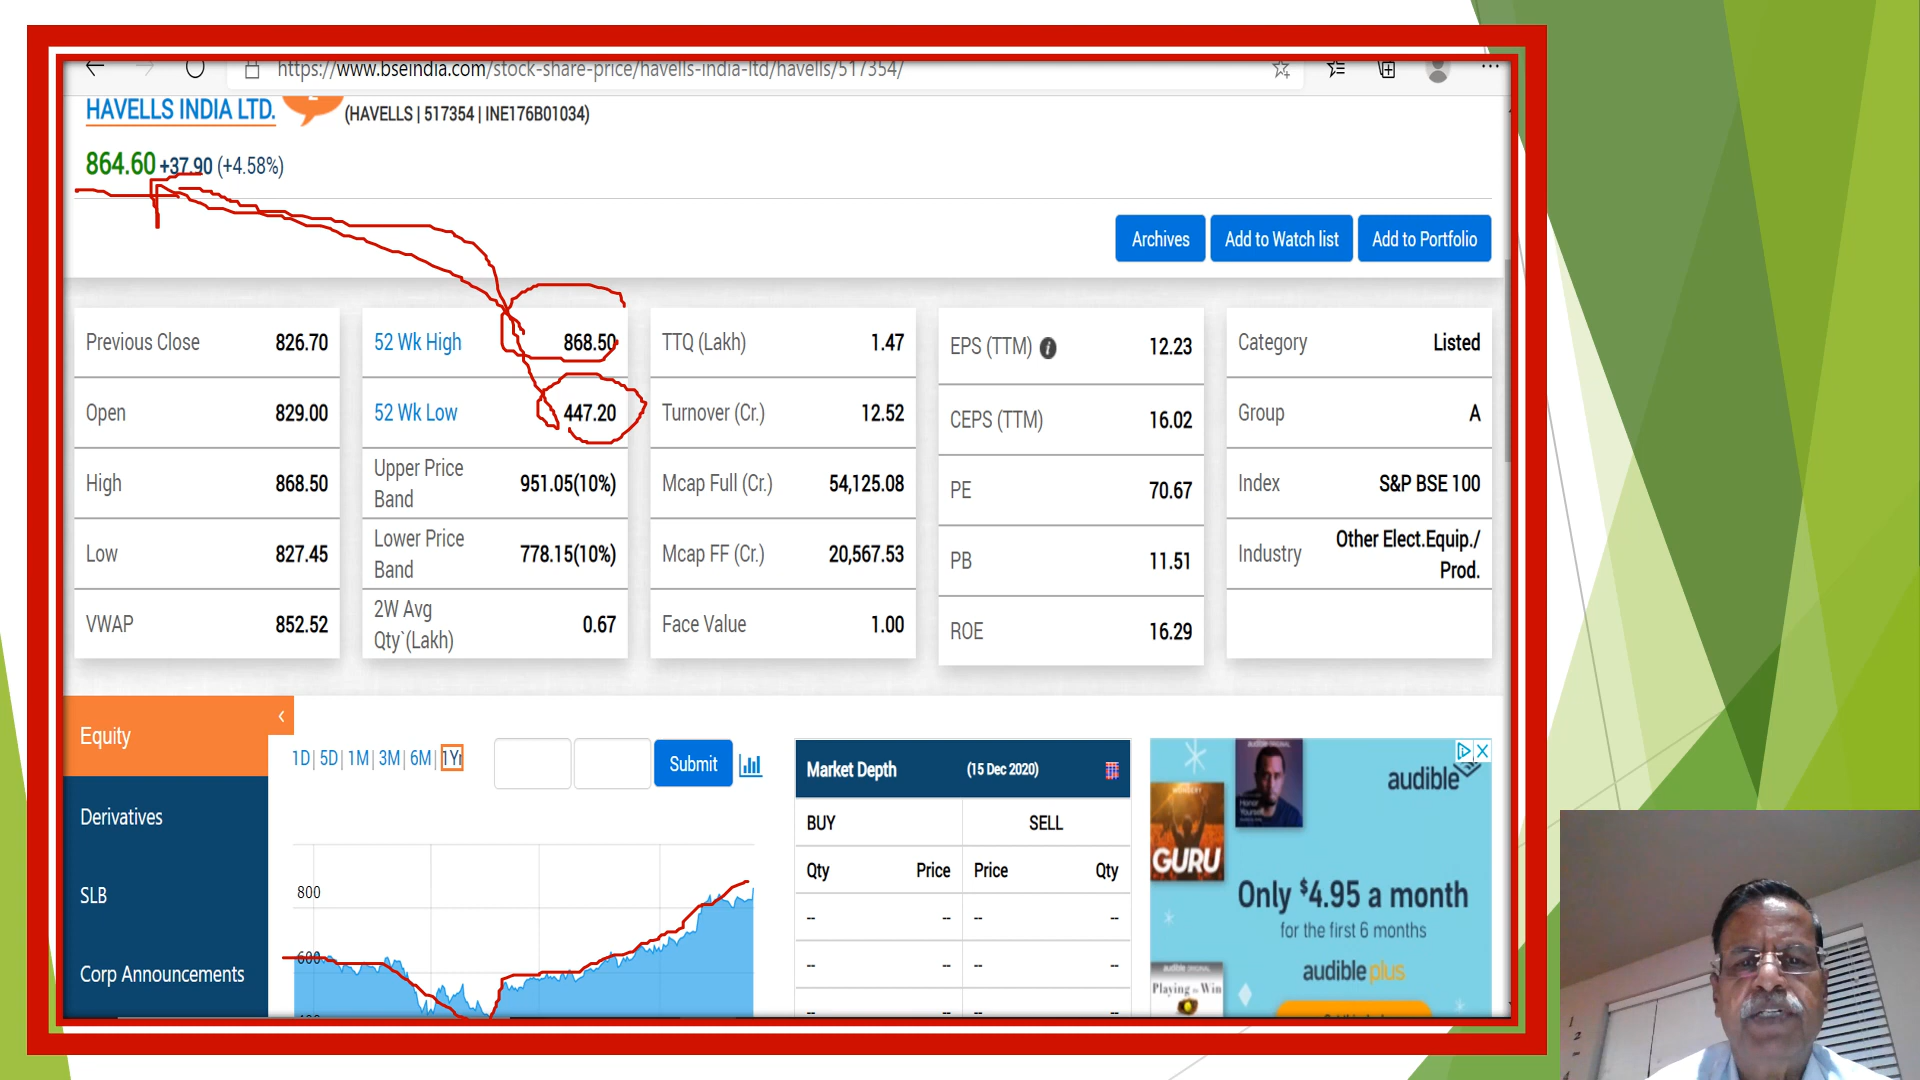 https://www.bseindia.com/stock-share-price/havells-india-ltd/havells/517354/
HAVELLS INDIA LTD.
(HAVELLS | 517354 | INE176B01034)
864.60 +37.90 (+4.58%)
Archives
Add to Watch list
Add to Portfolio
Previous Close 826.70
Open 829.00
High 868.50
Low 827.45
VWAP 852.52
52 Wk High 868.50
52 Wk Low 447.20
Upper Price
Band 951.05(10%)
Lower Price
Band 778.15(10%)
2W Avg
Qty`(Lakh) 0.67
TTQ (Lakh) 1.47
Turnover (Cr.) 12.52
Mcap Full (Cr.) 54,125.08
Mcap FF (Cr.) 20,567.53
Face Value 1.00
EPS (TTM) 12.23
CEPS (TTM) 16.02
PE 70.67
PB 11.51
ROE 16.29
Category Listed
Group A
Index S&P BSE 100
Industry Other Elect.Equip./
Prod.
Equity
Derivatives
SLB
Corp Announcements
1D| 5D| 1M| 3M| 6M| 1Yr
Submit
800
600
Market Depth (15 Dec 2020)
BUY SELL
Qty Price Price Qty
-- -- -- --
-- -- -- --
-- -- -- --
audible
GURU
Only $4.95 a month
for the first 6 months
audible plus
Playing to Win